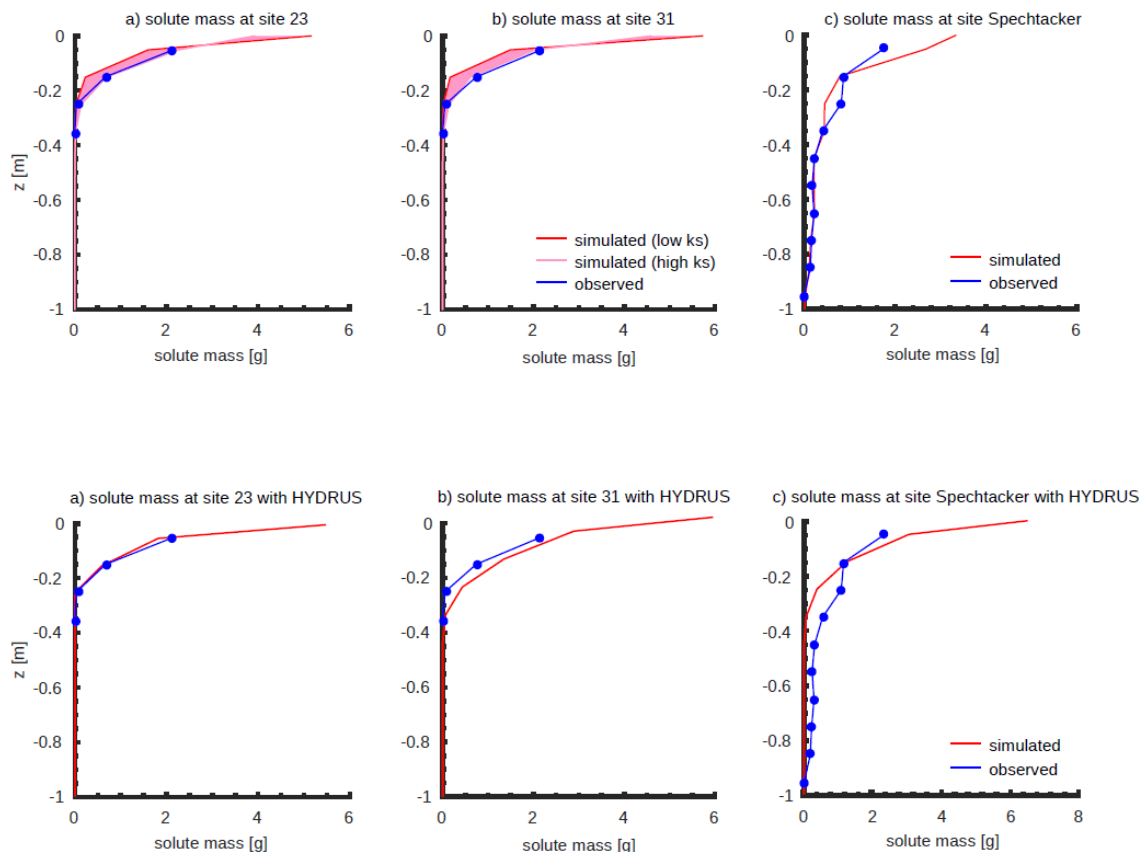 a) solute mass at site 23
b) solute mass at site 31
c) solute mass at site Spechtacker
0
-0.2
-0.4
-0.6
-0.8
-1
z [m]
0 2 4 6
solute mass [g]
0
-0.2
-0.4
-0.6
-0.8
-1
simulated (low ks)
simulated (high ks)
observed
0 2 4 6
solute mass [g]
0
-0.2
-0.4
-0.6
-0.8
-1
simulated
observed
0 2 4 6
solute mass [g]
a) solute mass at site 23 with HYDRUS
b) solute mass at site 31 with HYDRUS
c) solute mass at site Spechtacker with HYDRUS
0
-0.2
-0.4
-0.6
-0.8
-1
z [m]
0 2 4 6
solute mass [g]
0
-0.2
-0.4
-0.6
-0.8
-1
0 2 4 6
solute mass [g]
0
-0.2
-0.4
-0.6
-0.8
-1
simulated
observed
0 2 4 6 8
solute mass [g]